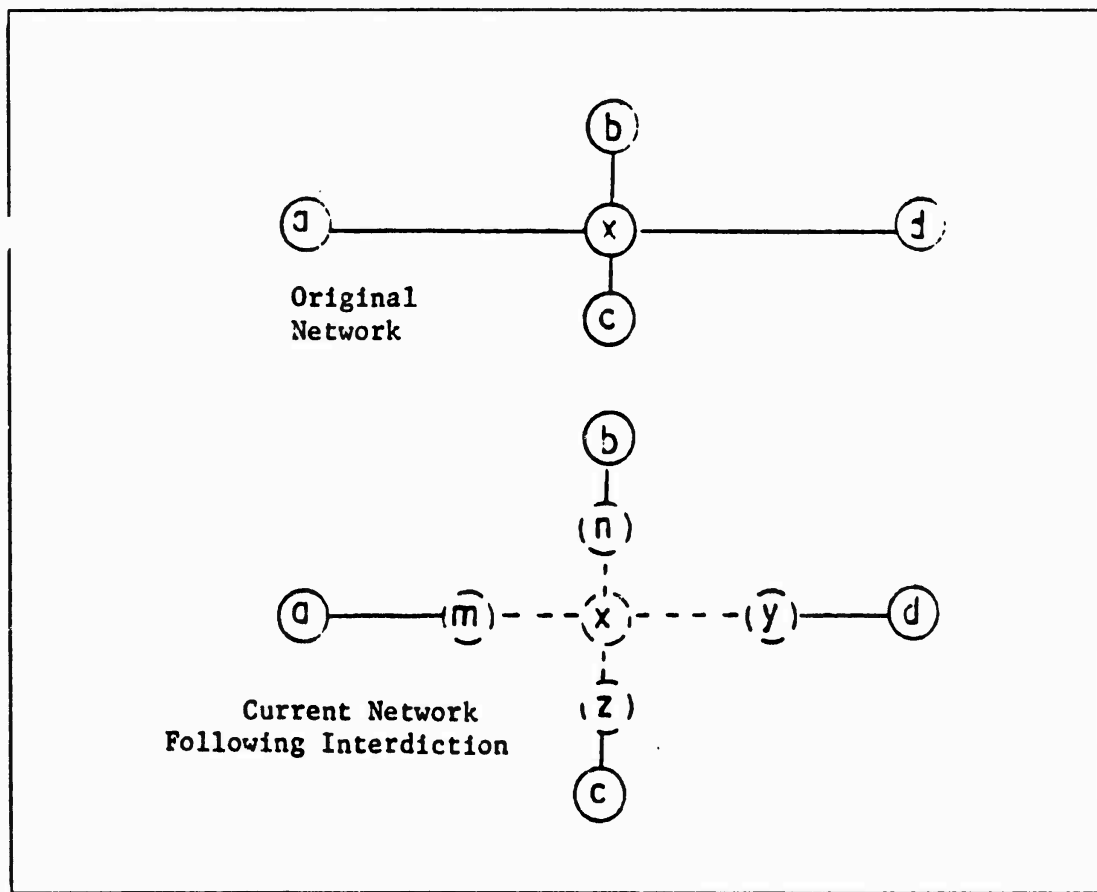 b
a x d
c
Original
Network
b
n
a m x y d
z
c
Current Network
Following Interdiction